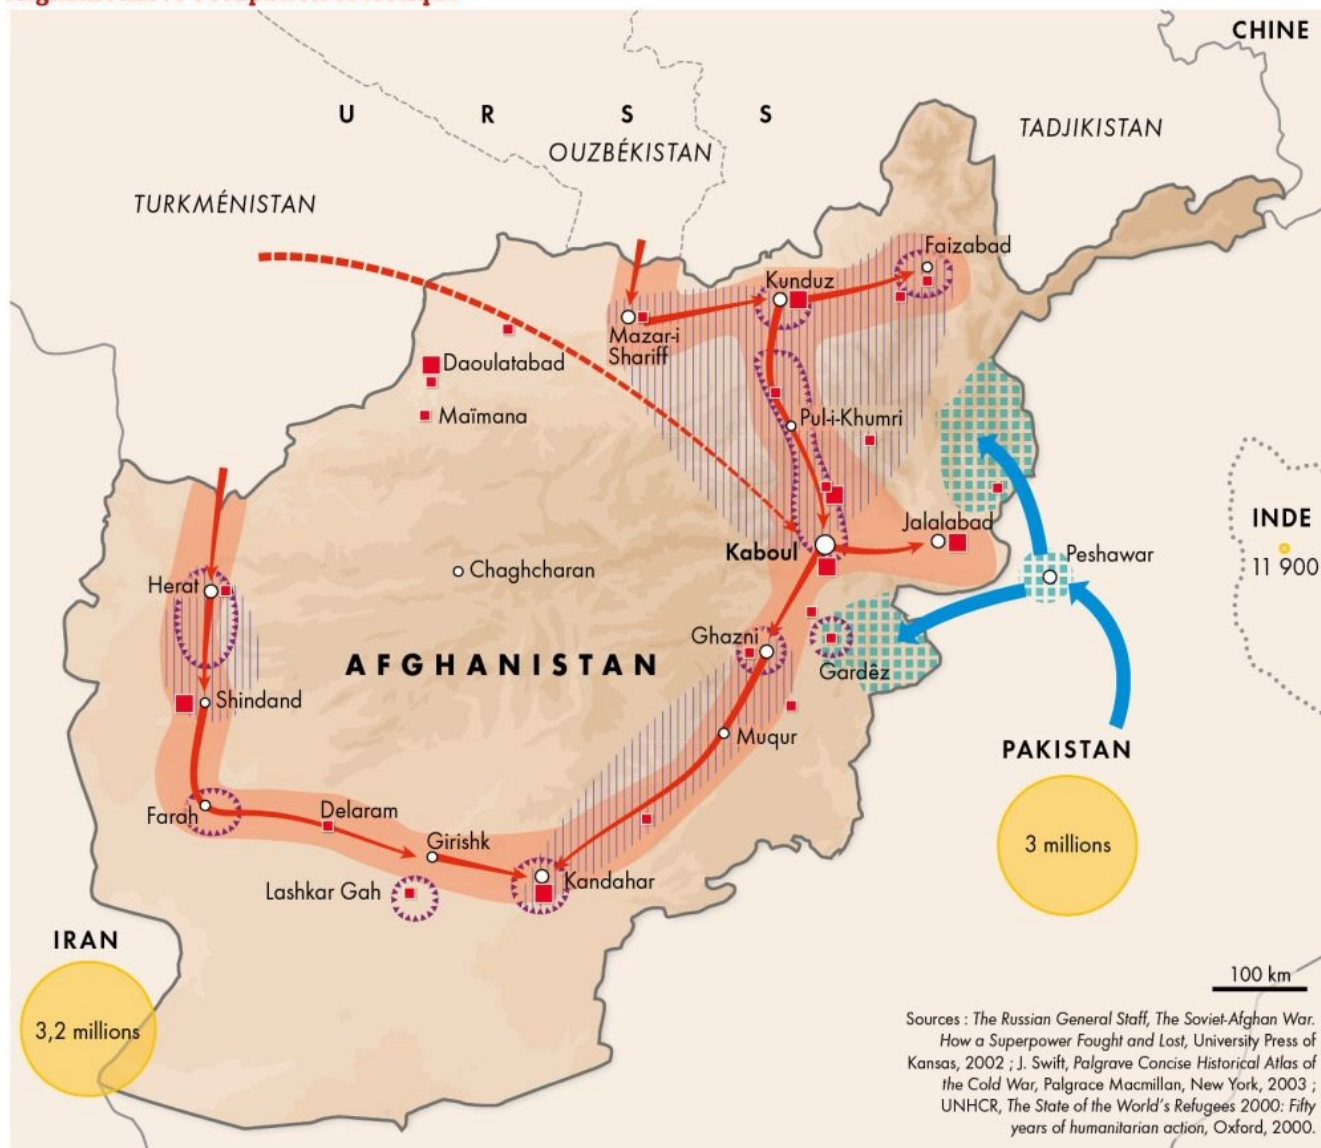 CHINE
U R S S
TADJIKISTAN
OUZBÉKISTAN
TURKMÉNISTAN
Faizabad
Kunduz
Mazar-i
Shariff
Daoulatabad
Maïmana
Pul-i-Khumri
Jalalabad
INDE
11 900
Kaboul
Peshawar
Chaghcharan
Herat
Ghazni
AFGHANISTAN
Gardêz
Shindand
Muqur
PAKISTAN
3 millions
Farah
Delaram
Girishk
Kandahar
Lashkar Gah
IRAN
3,2 millions
100 km
Sources : The Russian General Staff, The Soviet-Afghan War.
How a Superpower Fought and Lost, University Press of
Kansas, 2002 ; J. Swift, Palgrave Concise Historical Atlas of
the Cold War, Palgrace Macmillan, New York, 2003 ;
UNHCR, The State of the World's Refugees 2000: Fifty
years of humanitarian action, Oxford, 2000.